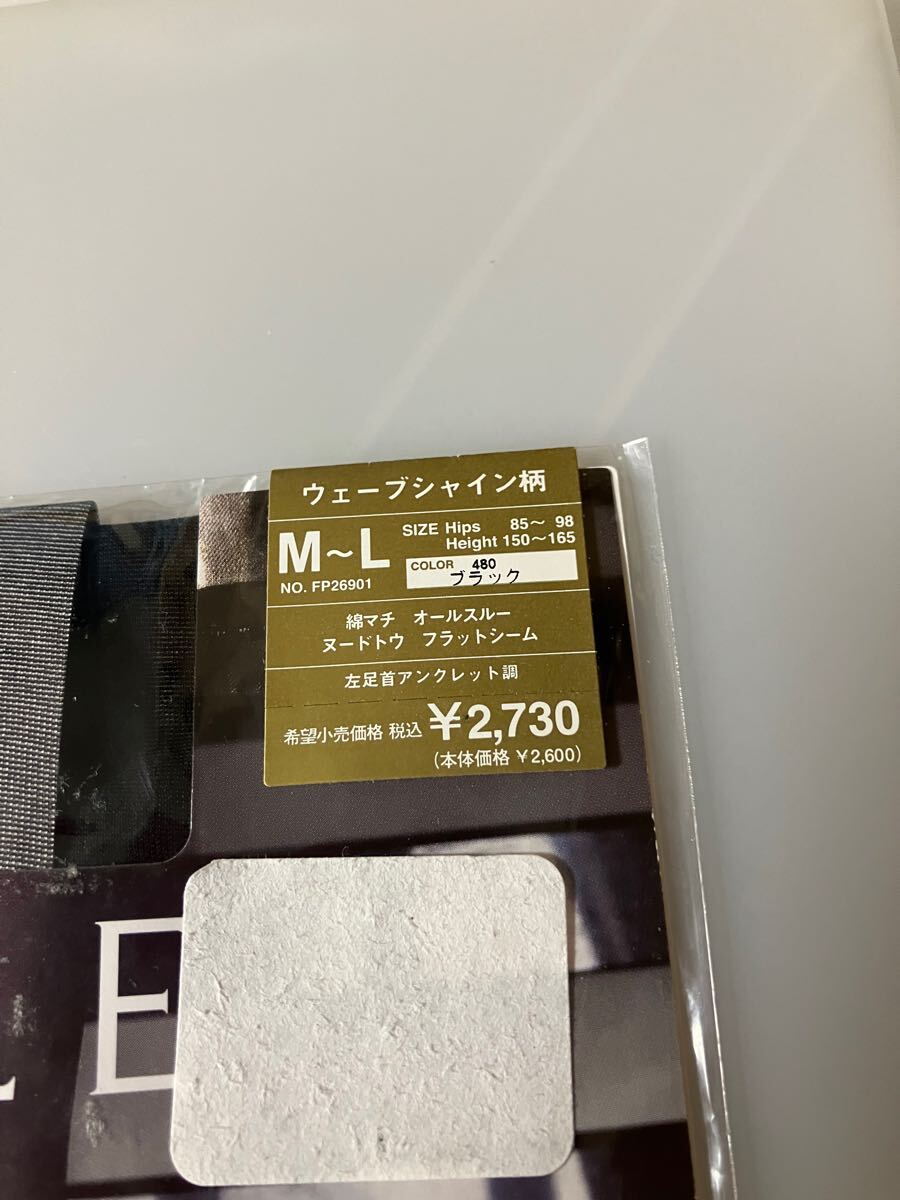 ウェーブシャイン柄
M～L
SIZE Hips 85～98
Height 150～165
NO. FP26901
COLOR 480
ブラック
綿マチ オールスルー
ヌードトウ フラットシーム
左足首アンクレット調
希望小売価格 税込 ¥2,730
(本体価格 ¥2,600)
E